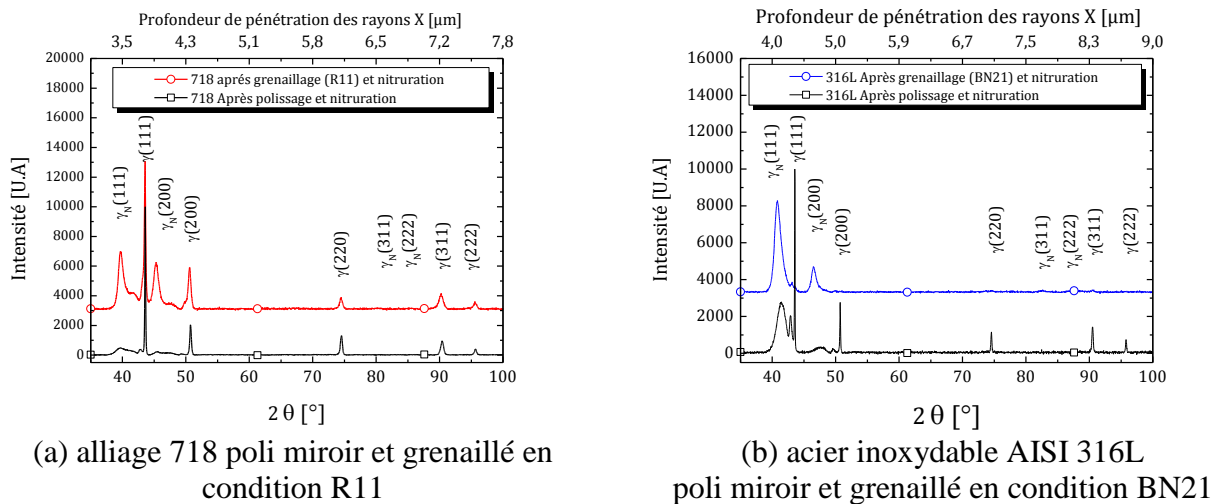 Profondeur de pénétration des rayons X [µm]
3,5 4,3 5,1 6,1 6,5 7,2 7,8
20000
18000
16000
14000
12000
10000
8000
6000
4000
2000
0
Intensité [U.A]
718 aprés grenaillage (R11) et nitruration
718 Après polissage et nitruration
γN(111)
γ(111)
γN(200)
γ(200)
γ(220)
γN(311)
γN(222)
γ(311)
γ(222)
40 50 60 70 80 90 100
2 θ [°]
(a) alliage 718 poli miroir et grenaillé en
condition R11
Profondeur de pénétration des rayons X [µm]
4,0 5,0 5,9 6,7 7,5 8,3 9,0
16000
14000
12000
10000
8000
6000
4000
2000
0
Intensité [U.A]
316L Après grenaillage (BN21) et nitruration
316L Après polissage et nitruration
γN(111)
γ(111)
γN(200)
γ(200)
γ(220)
γN(311)
γN(222)
γ(311)
γ(222)
40 50 60 70 80 90 100
2 θ [°]
(b) acier inoxydable AISI 316L
poli miroir et grenaillé en condition BN21